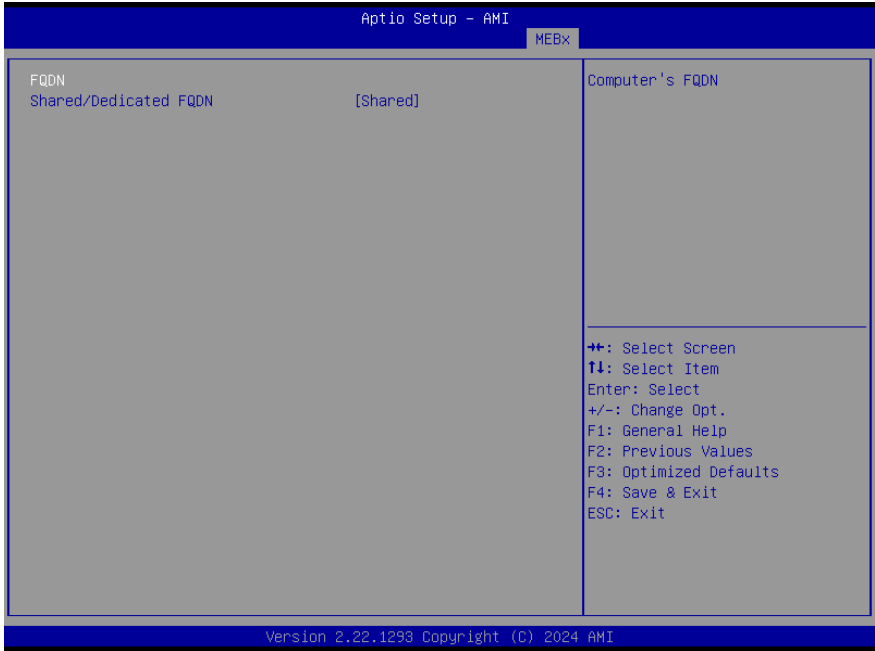 Aptio Setup – AMI
MEBx
FQDN
Shared/Dedicated FQDN [Shared]
Computer's FQDN
→←: Select Screen
↑↓: Select Item
Enter: Select
+/-: Change Opt.
F1: General Help
F2: Previous Values
F3: Optimized Defaults
F4: Save & Exit
ESC: Exit
Version 2.22.1293 Copyright (C) 2024 AMI